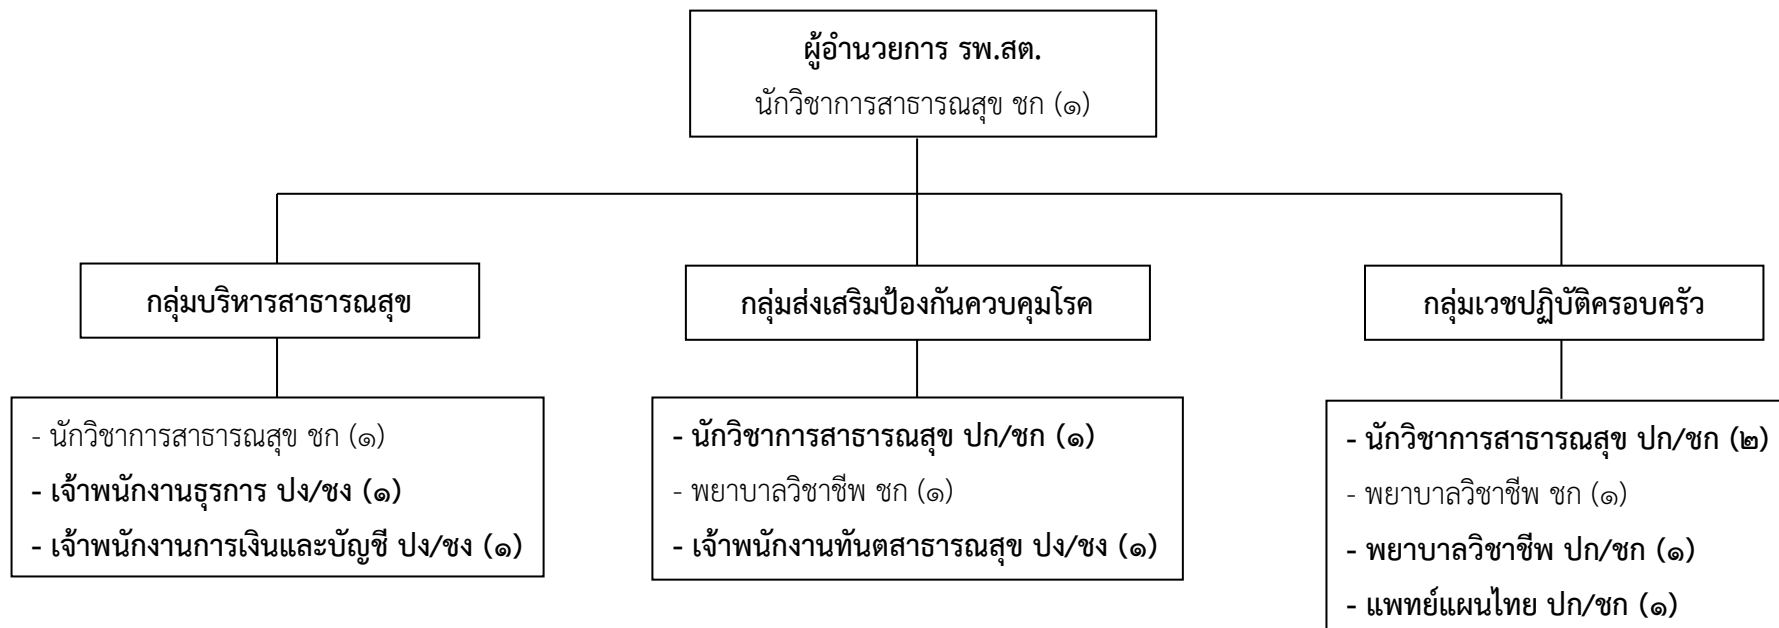 ผู้อำนวยการ รพ.สต.
นักวิชาการสาธารณสุข ชก (๑)
กลุ่มบริหารสาธารณสุข
กลุ่มส่งเสริมป้องกันควบคุมโรค
กลุ่มเวชปฏิบัติครอบครัว
- นักวิชาการสาธารณสุข ชก (๑)
- เจ้าพนักงานธุรการ ปง/ชง (๑)
- เจ้าพนักงานการเงินและบัญชี ปง/ชง (๑)
- นักวิชาการสาธารณสุข ปก/ชก (๑)
- พยาบาลวิชาชีพ ชก (๑)
- เจ้าพนักงานทันตสาธารณสุข ปง/ชง (๑)
- นักวิชาการสาธารณสุข ปก/ชก (๒)
- พยาบาลวิชาชีพ ชก (๑)
- พยาบาลวิชาชีพ ปก/ชก (๑)
- แพทย์แผนไทย ปก/ชก (๑)